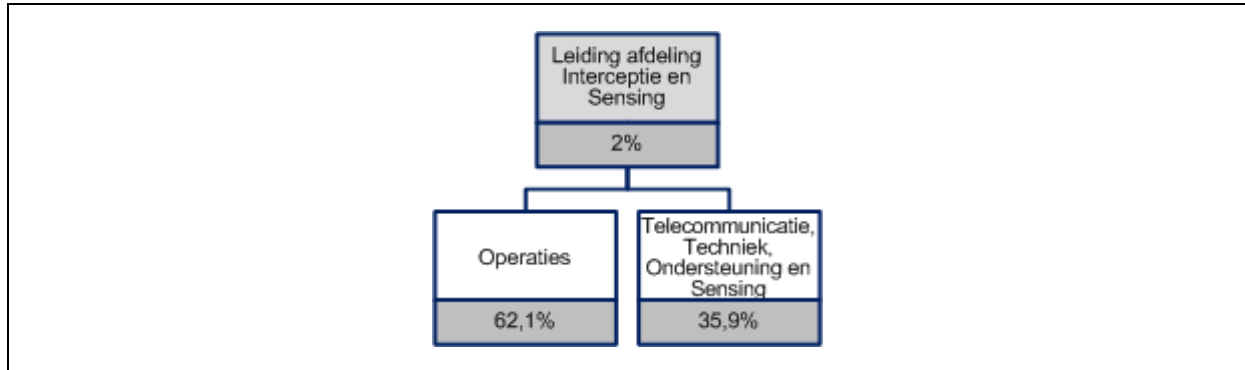 Leiding afdeling
Interceptie en
Sensing
2%
Operaties
62,1%
Telecommunicatie,
Techniek,
Ondersteuning en
Sensing
35,9%